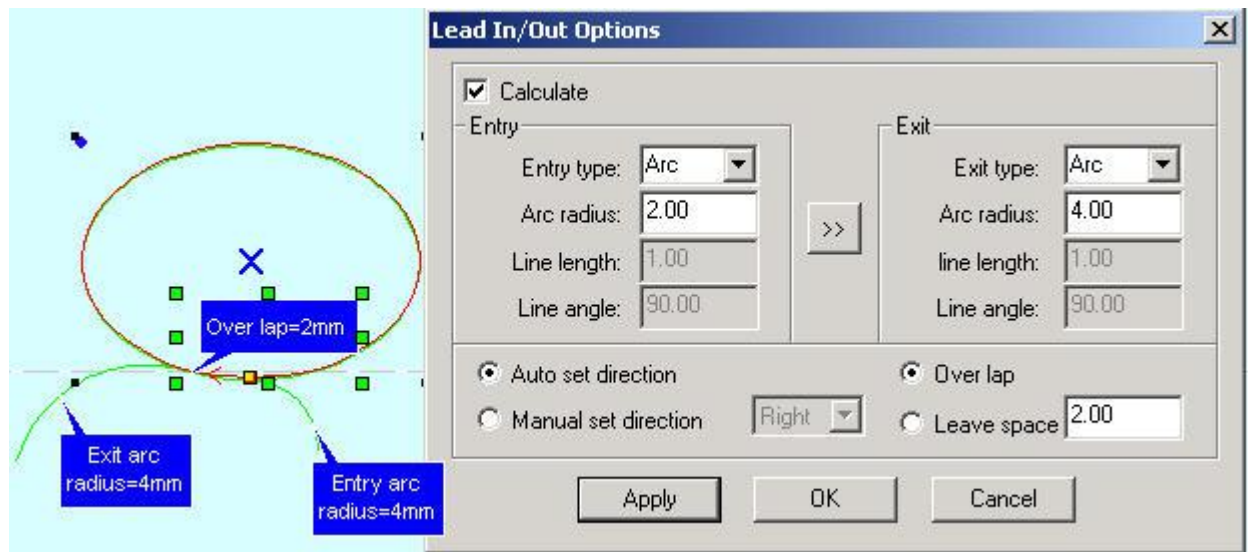 Over lap=2mm
Exit arc
radius=4mm
Entry arc
radius=4mm
Lead In/Out Options
Calculate
Entry
Entry type: Arc
Arc radius: 2.00
Line length: 1.00
Line angle: 90.00
>>
Exit
Exit type: Arc
Arc radius: 4.00
line length: 1.00
Line angle: 90.00
Auto set direction
Manual set direction Right
Over lap
Leave space 2.00
Apply OK Cancel